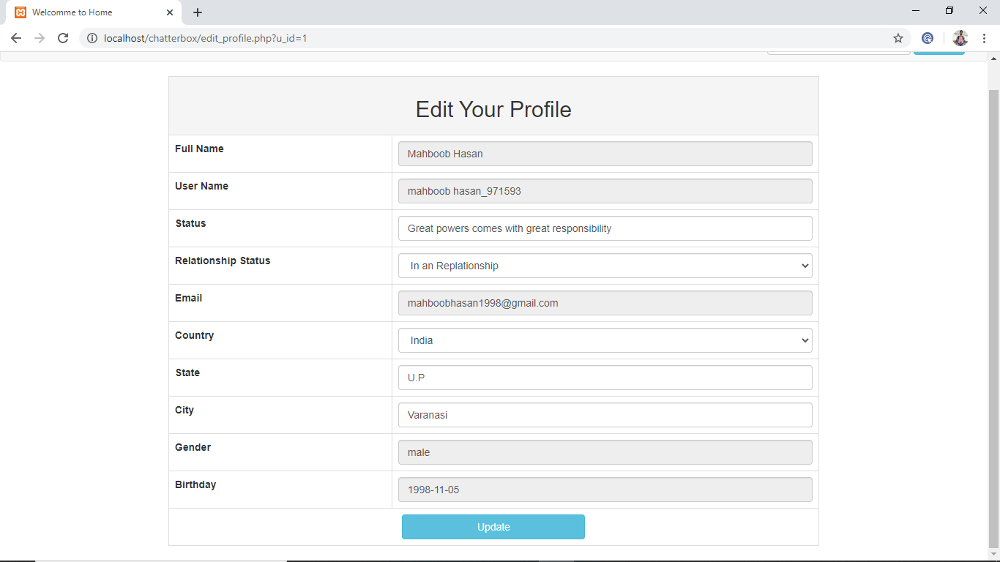 Welcomme to Home
localhost/chatterbox/edit_profile.php?u_id=1
Edit Your Profile
Full Name
Mahboob Hasan
User Name
mahboob hasan_971593
Status
Great powers comes with great responsibility
Relationship Status
In an Replationship
Email
mahboobhasan1998@gmail.com
Country
India
State
U.P
City
Varanasi
Gender
male
Birthday
1998-11-05
Update